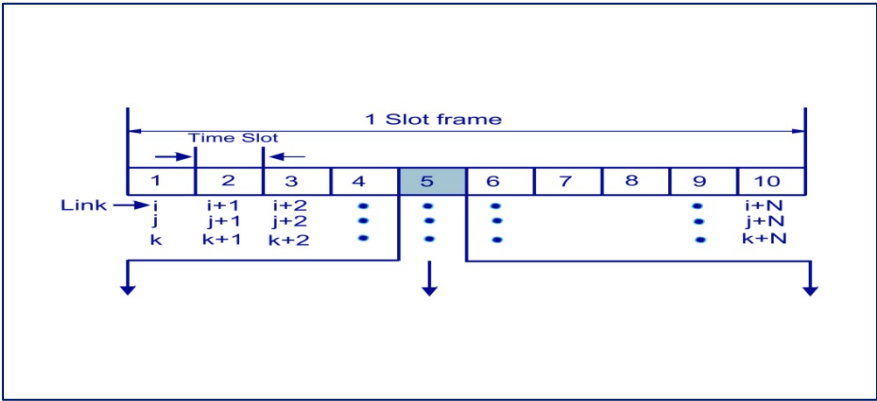 1 Slot frame
Time Slot
1 2 3 4 5 6 7 8 9 10
Link i i+1 i+2 i+N
j j+1 j+2 j+N
k k+1 k+2 k+N